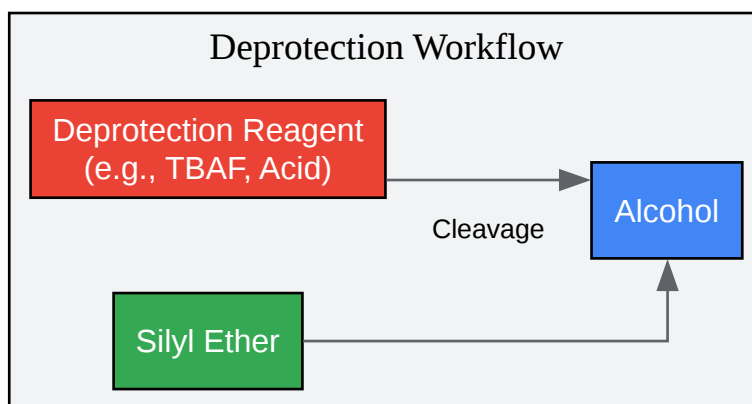 Deprotection Workflow
Deprotection Reagent
(e.g., TBAF, Acid)
Alcohol
Cleavage
Silyl Ether